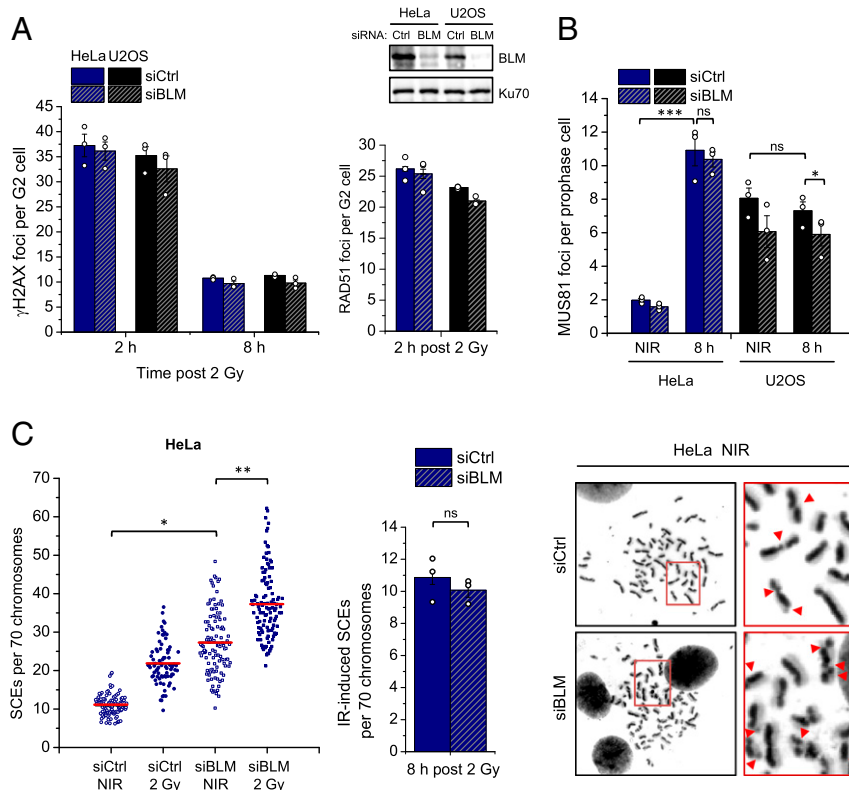 A
HeLa U2OS
siCtrl
siBLM
γH2AX foci per G2 cell
40
35
30
25
20
15
10
5
0
2 h
8 h
Time post 2 Gy
HeLa U2OS
siRNA: Ctrl BLM Ctrl BLM
BLM
Ku70
RAD51 foci per G2 cell
30
25
20
15
10
5
0
2 h post 2 Gy
B
siCtrl
siBLM
MUS81 foci per prophase cell
14
12
10
8
6
4
2
0
***
ns
ns
*
NIR
8 h
NIR
8 h
HeLa
U2OS
C
HeLa
SCEs per 70 chromosomes
70
60
50
40
30
20
10
0
*
**
siCtrl siCtrl siBLM siBLM
NIR 2 Gy NIR 2 Gy
siCtrl
siBLM
IR-induced SCEs
per 70 chromosomes
14
12
10
8
6
4
2
0
ns
8 h post 2 Gy
HeLa NIR
siCtrl
siBLM